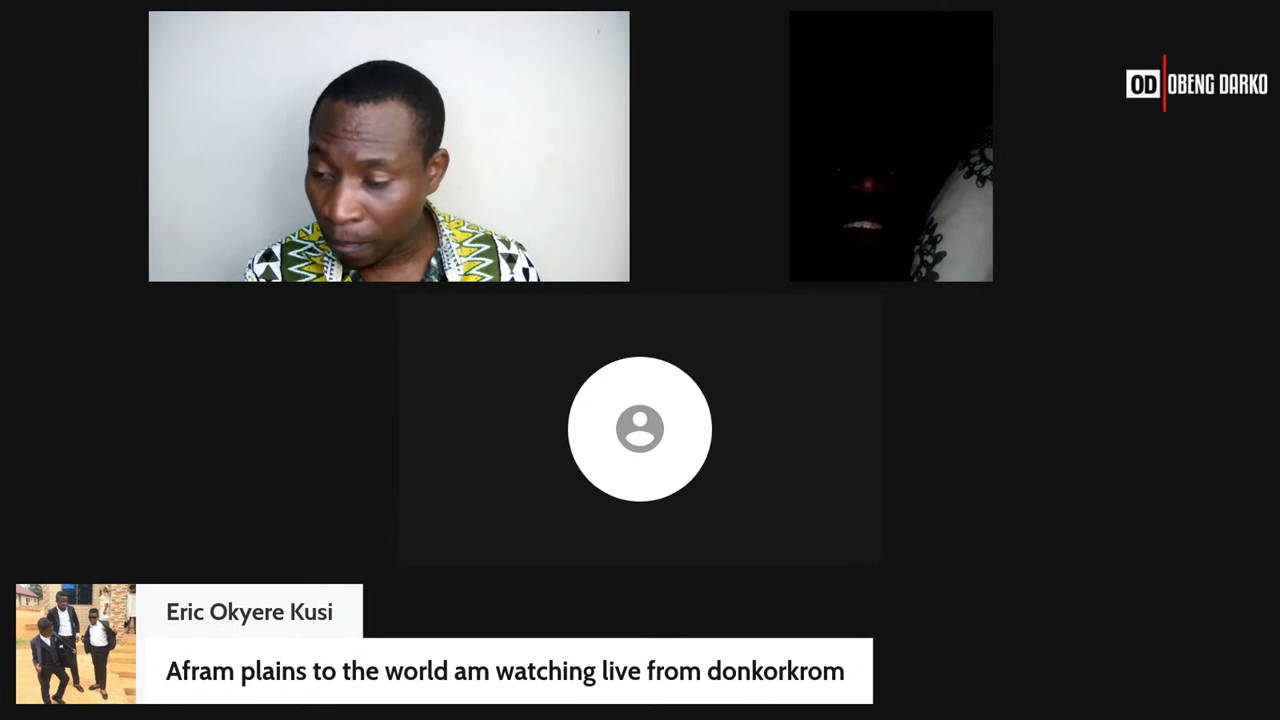 OD OBENG DARKO
Eric Okyere Kusi
Afram plains to the world am watching live from donkorkrom